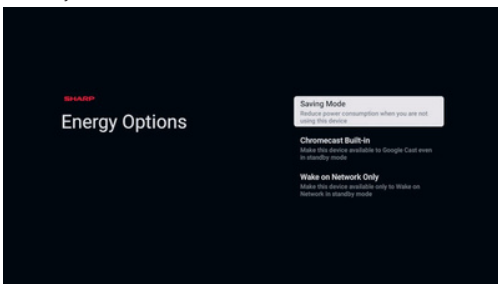 SHARP
Energy Options
Saving Mode
Reduce power consumption when you are not
using this device
Chromecast Built-in
Make this device available to Google Cast even
in standby mode
Wake on Network Only
Make this device available only to Wake on
Network in standby mode